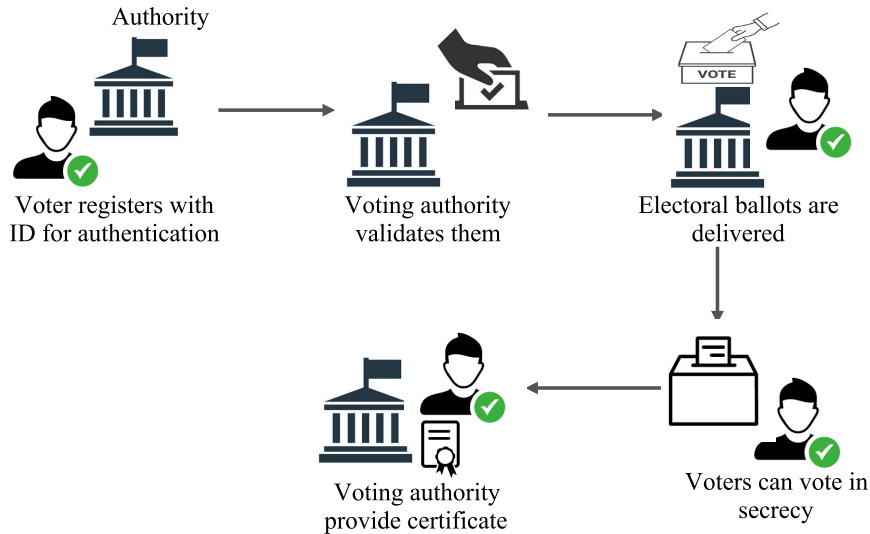 Authority
Voter registers with
ID for authentication
Voting authority
validates them
VOTE
Electoral ballots are
delivered
Voters can vote in
secrecy
Voting authority
provide certificate